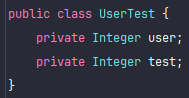 public class UserTest {
    private Integer user;
    private Integer test;
}